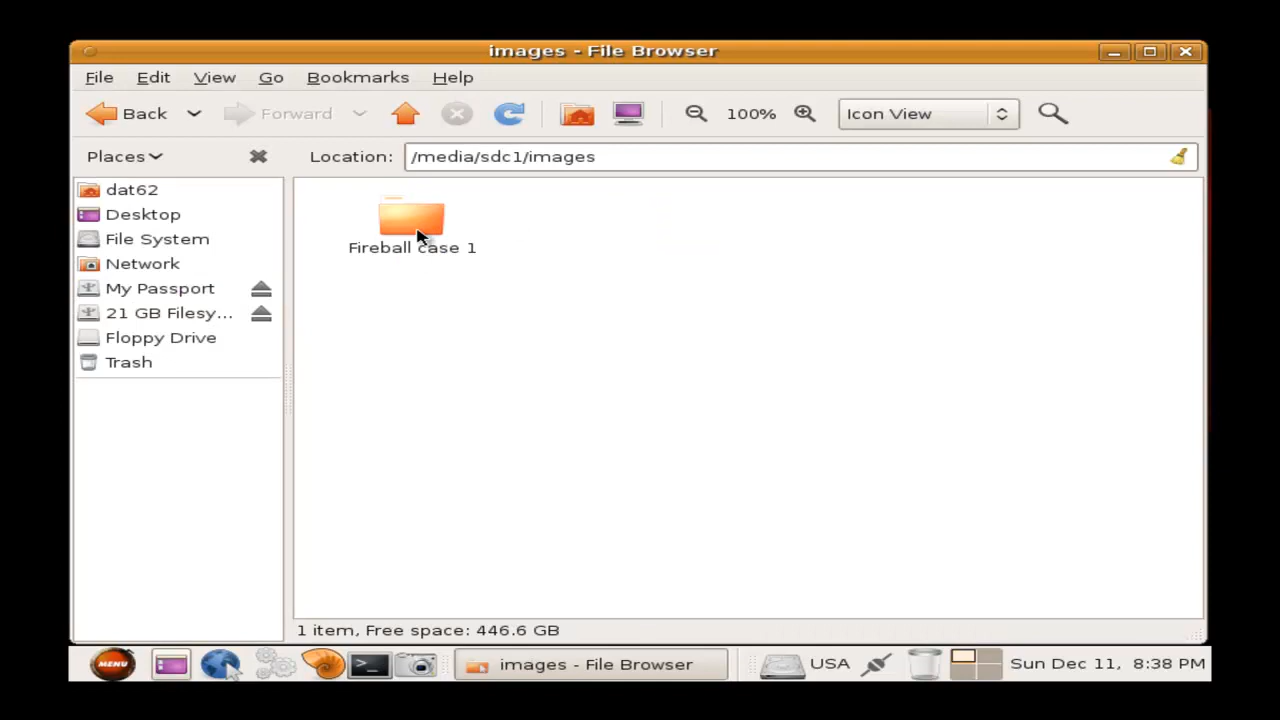 images - File Browser
File Edit View Go Bookmarks Help
Back Forward 100% Icon View
Places Location: /media/sdc1/images
dat62
Desktop
File System
Network
My Passport
21 GB Filesy...
Floppy Drive
Trash
Fireball case 1
1 item, Free space: 446.6 GB
MENU images - File Browser USA Sun Dec 11, 8:38 PM